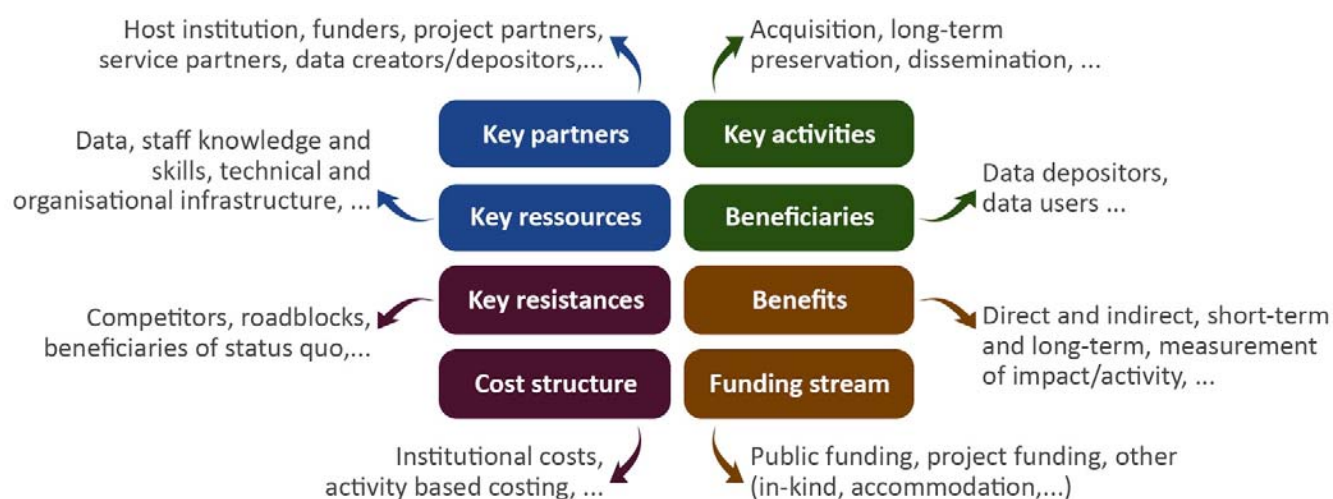 Host institution, funders, project partners,
service partners, data creators/depositors,...
Acquisition, long-term
preservation, dissemination, ...
Key partners
Key activities
Data, staff knowledge and
skills, technical and
organisational infrastructure, ...
Key ressources
Beneficiaries
Data depositors,
data users ...
Key resistances
Benefits
Competitors, roadblocks,
beneficiaries of status quo,...
Direct and indirect, short-term
and long-term, measurement
of impact/activity, ...
Cost structure
Funding stream
Institutional costs,
activity based costing, ...
Public funding, project funding, other
(in-kind, accommodation,...)